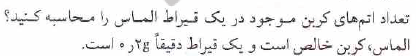 تعداد اتم‌های کربن موجود در یک قیراط الماس را محاسبه کنید؟
الماس، کربن خالص است و یک قیراط دقیقاً ۰٫۲g است.